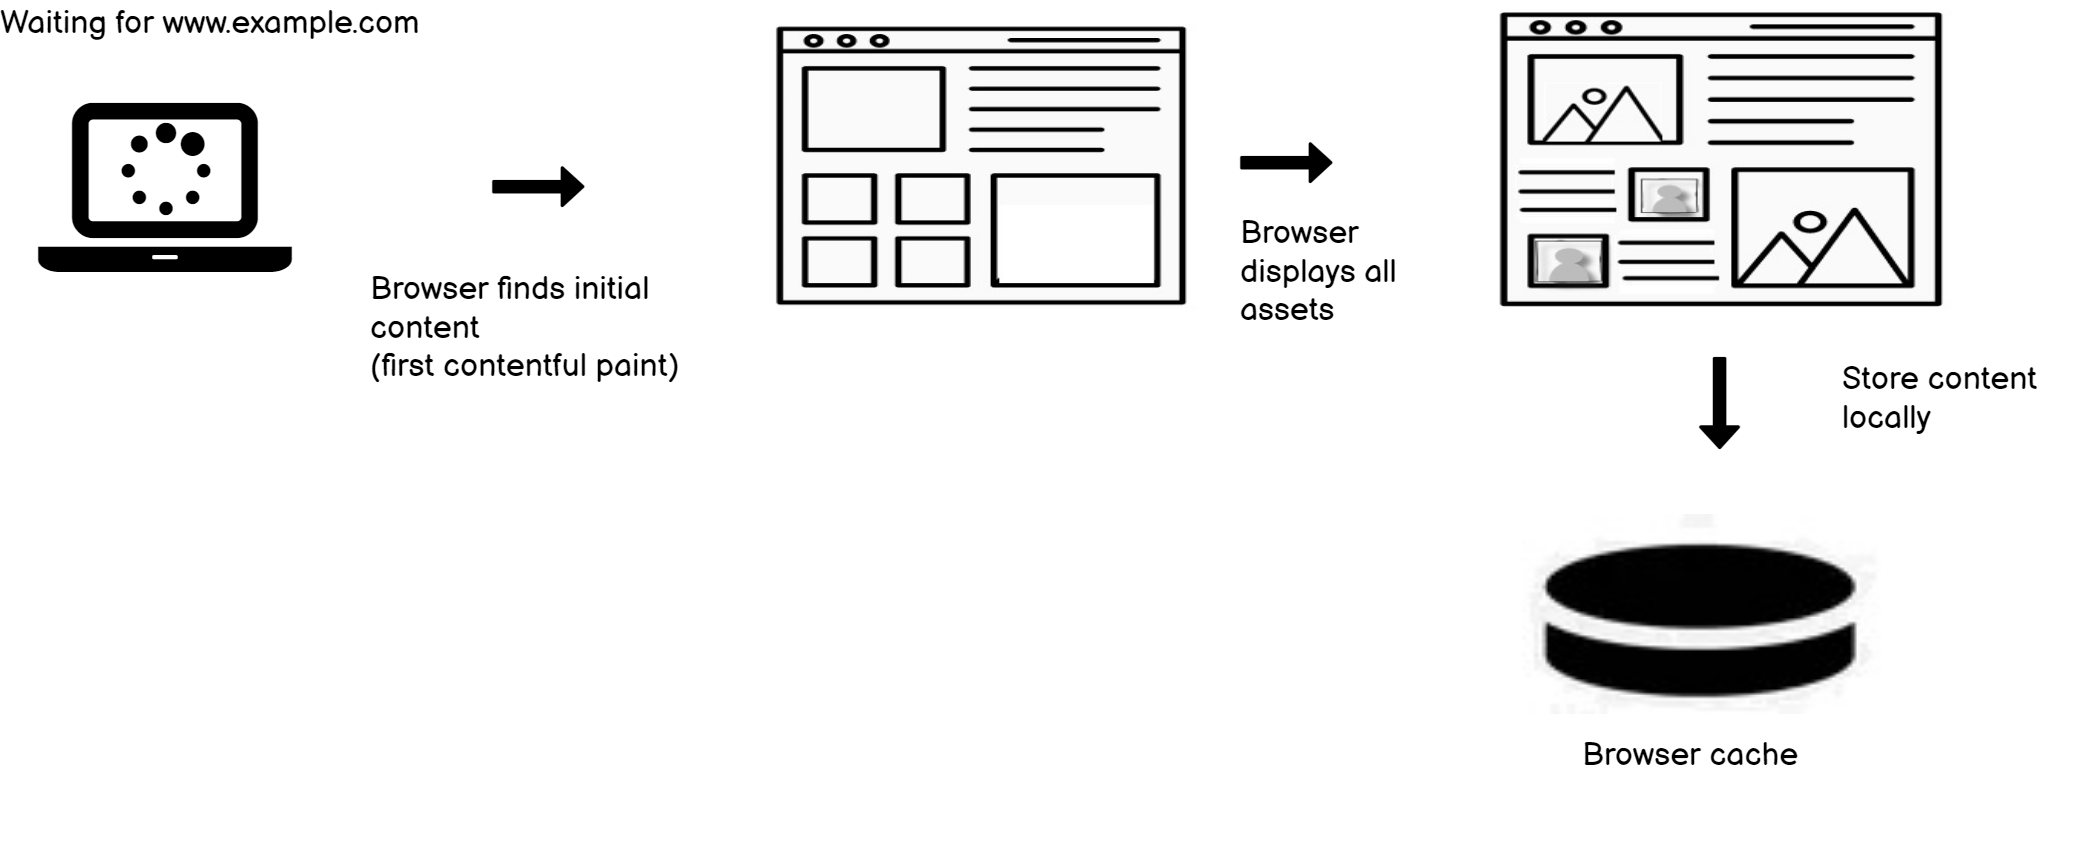 Waiting for www.example.com
Browser finds initial
content
(first contentful paint)
Browser
displays all
assets
Store content
locally
Browser cache